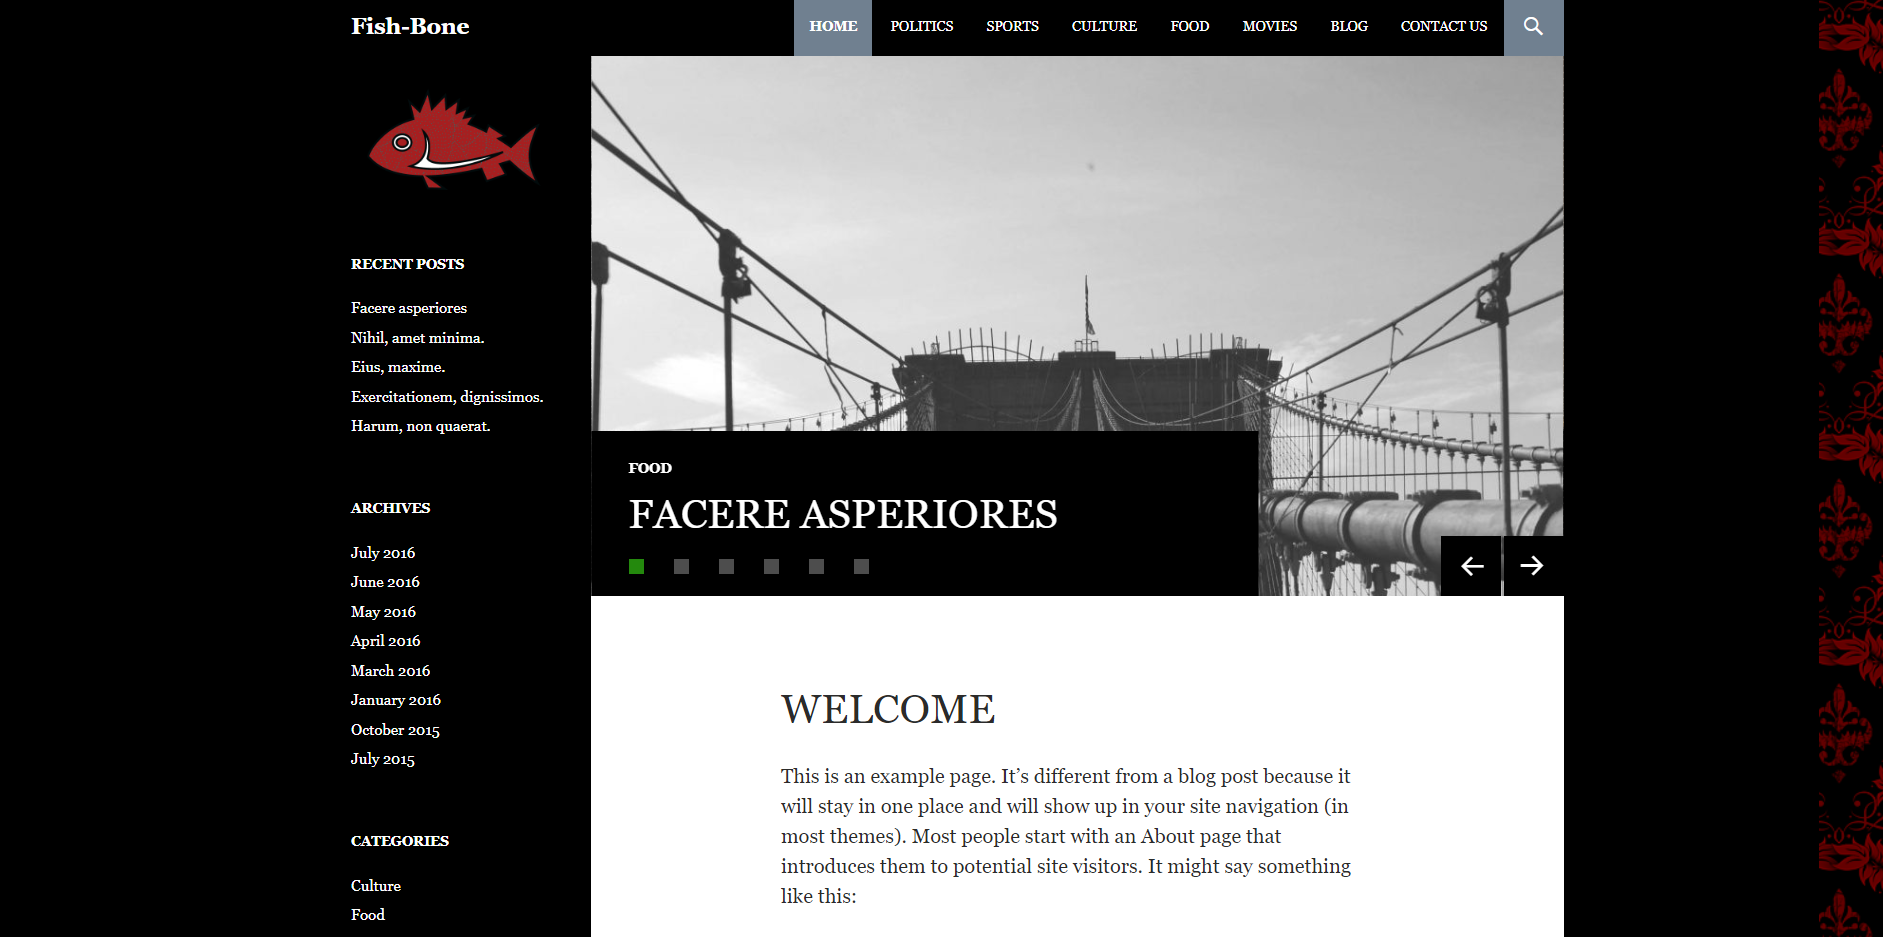 Fish-Bone
HOME POLITICS SPORTS CULTURE FOOD MOVIES BLOG CONTACT US
RECENT POSTS
Facere asperiores
Nihil, amet minima.
Eius, maxime.
Exercitationem, dignissimos.
Harum, non quaerat.
ARCHIVES
July 2016
June 2016
May 2016
April 2016
March 2016
January 2016
October 2015
July 2015
CATEGORIES
Culture
Food
FOOD
FACERE ASPERIORES
WELCOME
This is an example page. It’s different from a blog post because it
will stay in one place and will show up in your site navigation (in
most themes). Most people start with an About page that
introduces them to potential site visitors. It might say something
like this: